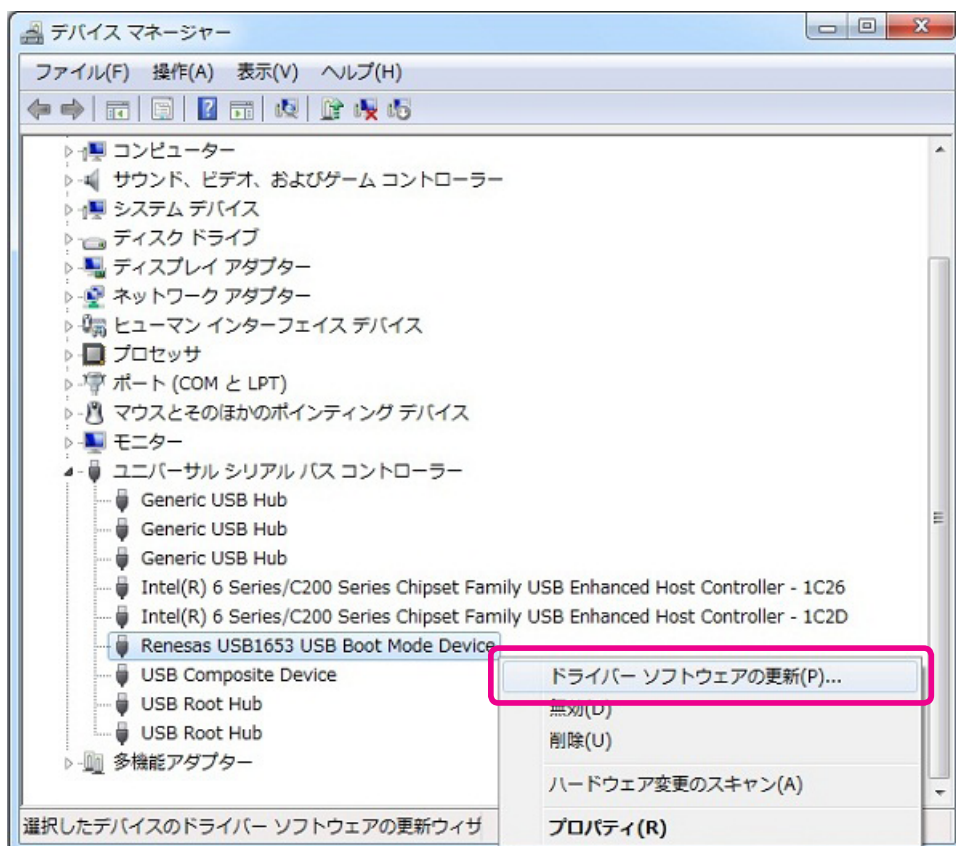 デバイス マネージャー
ファイル(F) 操作(A) 表示(V) ヘルプ(H)
コンピューター
サウンド、ビデオ、およびゲーム コントローラー
システム デバイス
ディスク ドライブ
ディスプレイ アダプター
ネットワーク アダプター
ヒューマン インターフェイス デバイス
プロセッサ
ポート (COM と LPT)
マウスとそのほかのポインティング デバイス
モニター
ユニバーサル シリアル バス コントローラー
Generic USB Hub
Generic USB Hub
Generic USB Hub
Intel(R) 6 Series/C200 Series Chipset Family USB Enhanced Host Controller - 1C26
Intel(R) 6 Series/C200 Series Chipset Family USB Enhanced Host Controller - 1C2D
Renesas USB1653 USB Boot Mode Device
USB Composite Device
USB Root Hub
USB Root Hub
多機能アダプター
ドライバー ソフトウェアの更新(P)...
無効(D)
削除(U)
ハードウェア変更のスキャン(A)
プロパティ(R)
選択したデバイスのドライバー ソフトウェアの更新ウィザ